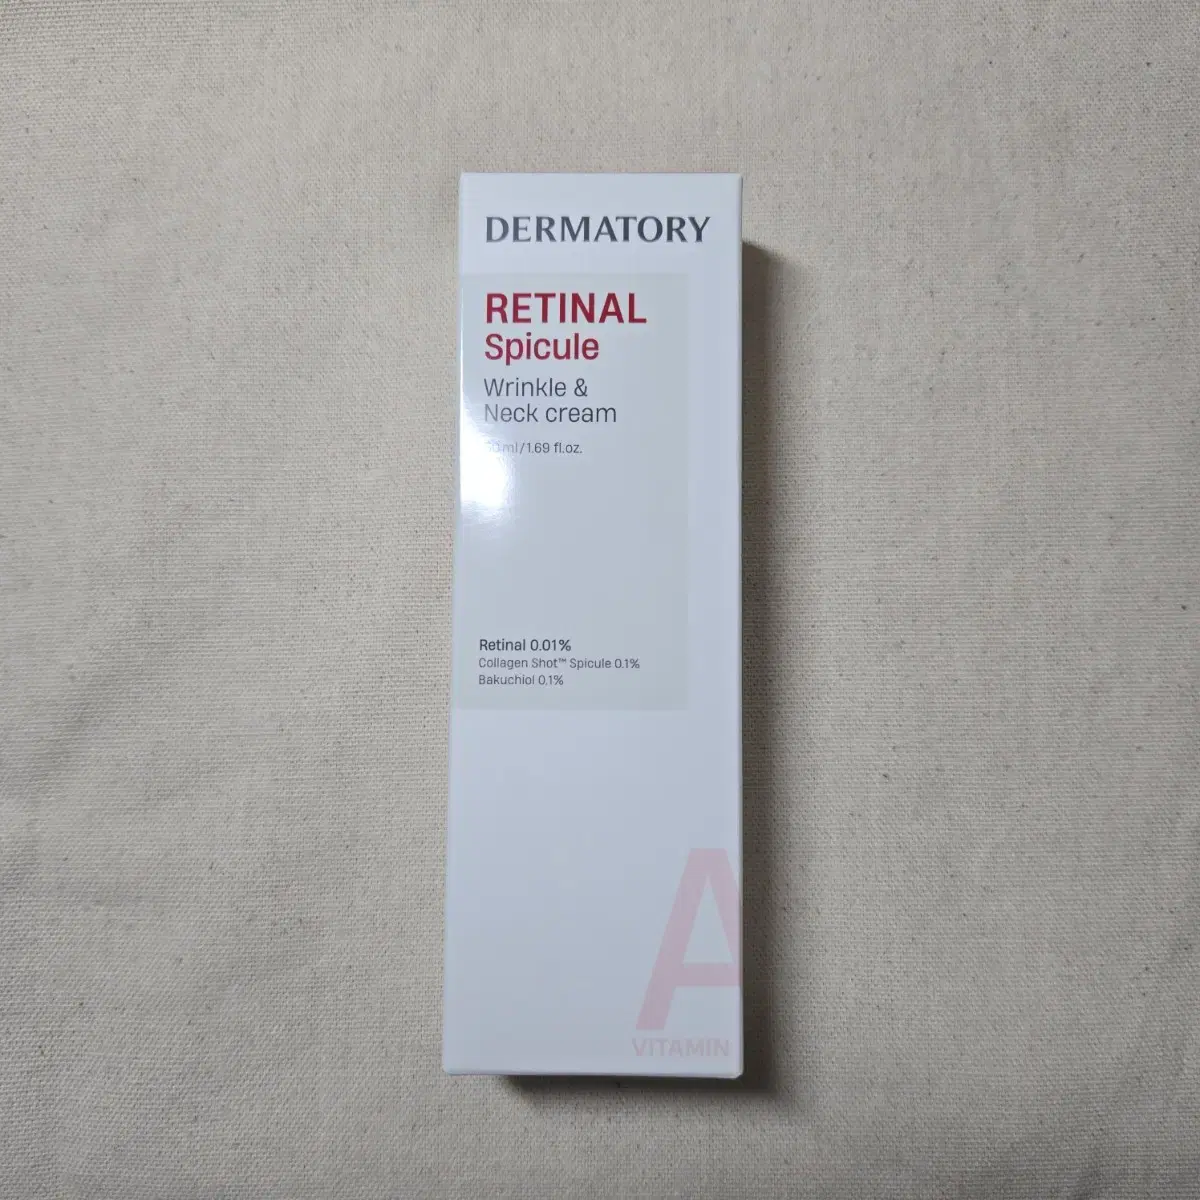 DERMATORY
RETINAL
Spicule
Wrinkle &
Neck cream
ml/1.69 fl.oz.
Retinal 0.01%
Collagen Shot™ Spicule 0.1%
Bakuchiol 0.1%
A
VITAMIN